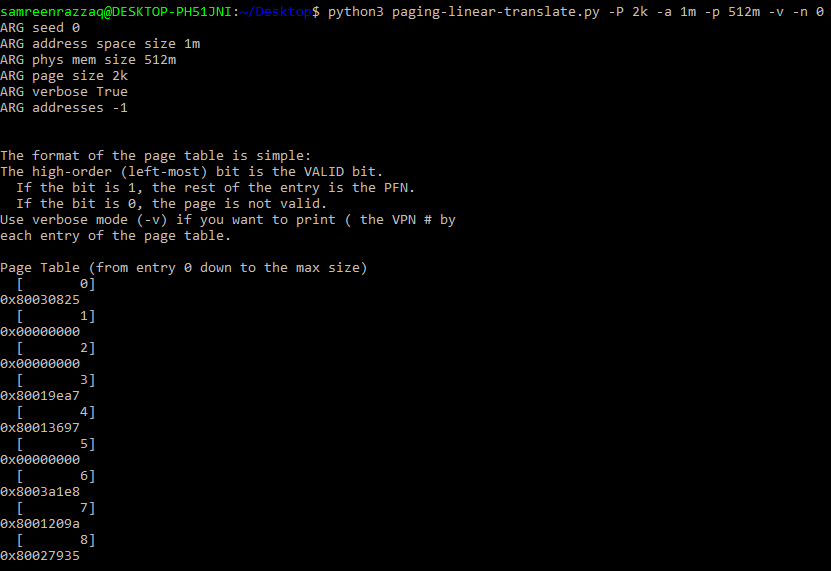 samreenrazzaq@DESKTOP-PH51JNI:~/Desktop$ python3 paging-linear-translate.py -P 2k -a 1m -p 512m -v -n 0
ARG seed 0
ARG address space size 1m
ARG phys mem size 512m
ARG page size 2k
ARG verbose True
ARG addresses -1

The format of the page table is simple:
The high-order (left-most) bit is the VALID bit.
  If the bit is 1, the rest of the entry is the PFN.
  If the bit is 0, the page is not valid.
Use verbose mode (-v) if you want to print ( the VPN # by
each entry of the page table.

Page Table (from entry 0 down to the max size)
  [       0]
0x80030825
  [       1]
0x00000000
  [       2]
0x00000000
  [       3]
0x80019ea7
  [       4]
0x80013697
  [       5]
0x00000000
  [       6]
0x8003a1e8
  [       7]
0x8001209a
  [       8]
0x80027935